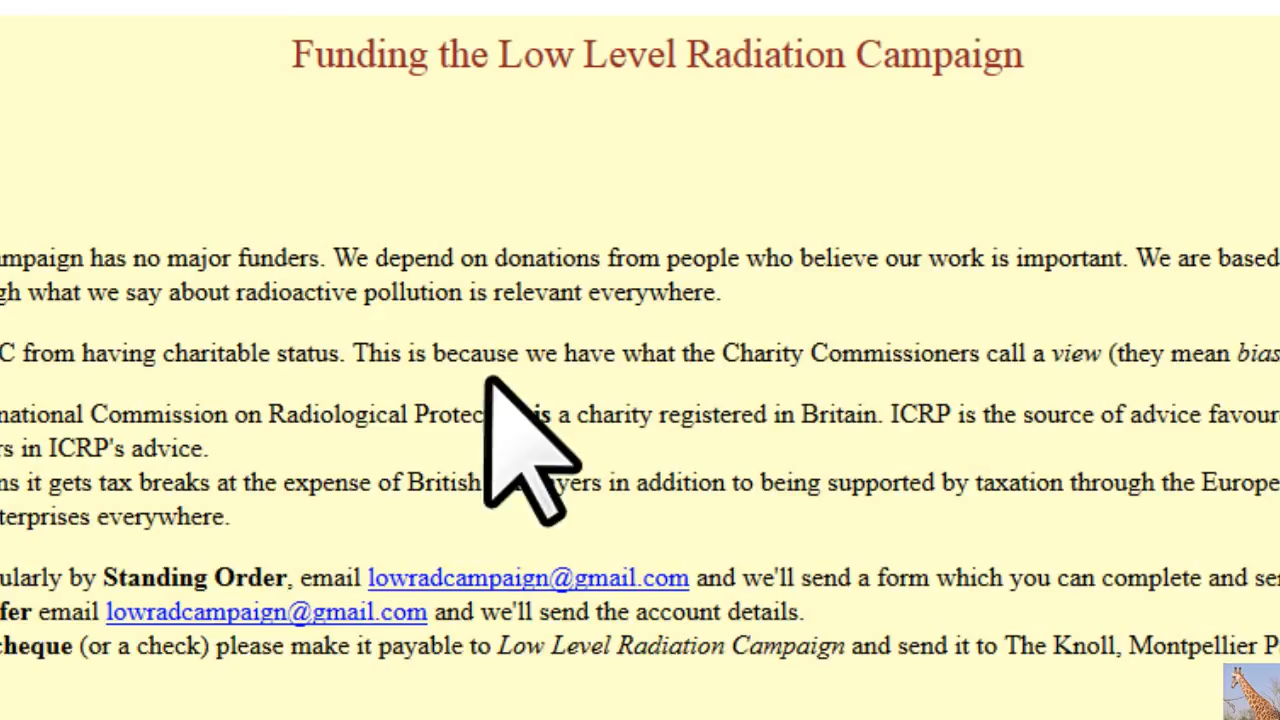 Funding the Low Level Radiation Campaign
mpaign has no major funders. We depend on donations from people who believe our work is important. We are based
gh what we say about radioactive pollution is relevant everywhere.
C from having charitable status. This is because we have what the Charity Commissioners call a view (they mean bias
national Commission on Radiological Protec is a charity registered in Britain. ICRP is the source of advice favour
rs in ICRP's advice.
ns it gets tax breaks at the expense of British yers in addition to being supported by taxation through the Europe
terprises everywhere.
ularly by Standing Order, email lowradcampaign@gmail.com and we'll send a form which you can complete and se
fer email lowradcampaign@gmail.com and we'll send the account details.
cheque (or a check) please make it payable to Low Level Radiation Campaign and send it to The Knoll, Montpellier P